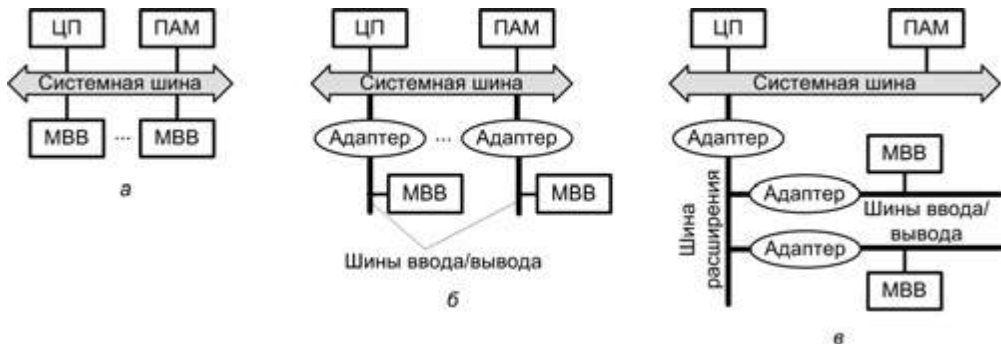 ЦП ПАМ
Системная шина
МВВ ... МВВ
а
ЦП ПАМ
Системная шина
Адаптер ... Адаптер
МВВ МВВ
Шины ввода/вывода
б
ЦП ПАМ
Системная шина
Адаптер
МВВ
Шина
расширения
Адаптер
Шины ввода/
вывода
Адаптер
МВВ
в